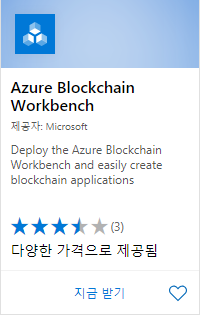 Azure Blockchain
Workbench
제공자: Microsoft
Deploy the Azure Blockchain
Workbench and easily create
blockchain applications
(3)
다양한 가격으로 제공됨
지금 받기